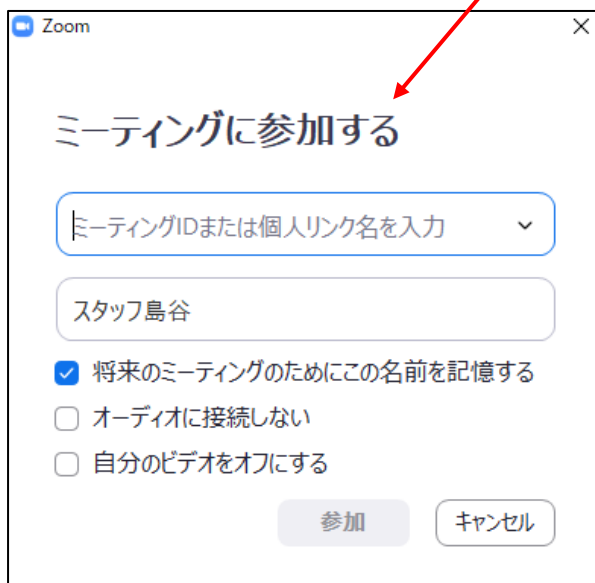 Zoom
ミーティングに参加する
ミーティングIDまたは個人リンク名を入力
スタッフ島谷
将来のミーティングのためにこの名前を記憶する
オーディオに接続しない
自分のビデオをオフにする
参加 キャンセル